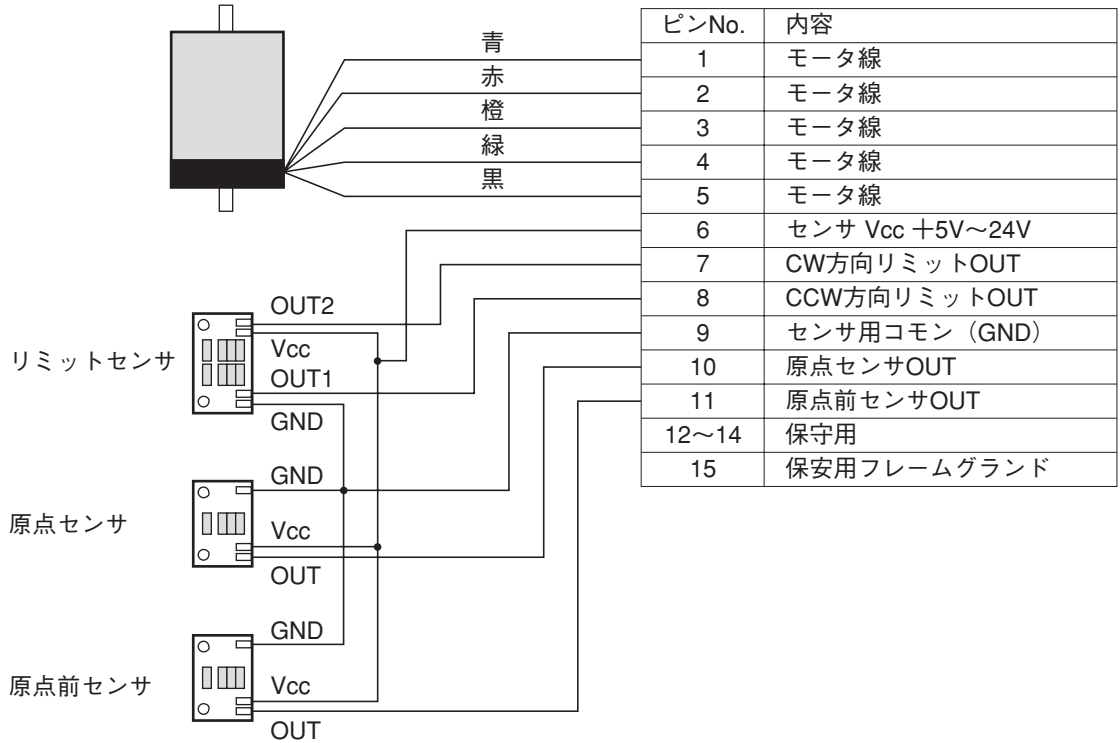 青
赤
橙
緑
黒
ピンNo. 内容
1 モータ線
2 モータ線
3 モータ線
4 モータ線
5 モータ線
6 センサ Vcc +5V〜24V
7 CW方向リミットOUT
8 CCW方向リミットOUT
9 センサ用コモン（GND）
10 原点センサOUT
11 原点前センサOUT
12〜14 保守用
15 保安用フレームグランド
リミットセンサ
OUT2
Vcc
OUT1
GND
原点センサ
GND
Vcc
OUT
原点前センサ
GND
Vcc
OUT